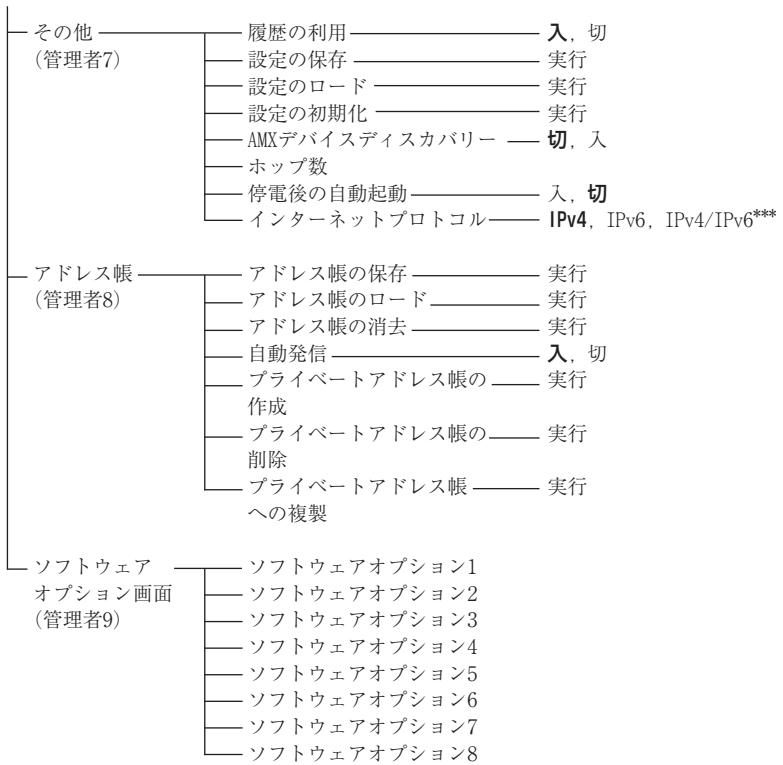 その他 履歴の利用 入, 切
(管理者7) 設定の保存 実行
設定のロード 実行
設定の初期化 実行
AMXデバイスディスカバリー 切, 入
ホップ数
停電後の自動起動 入, 切
インターネットプロトコル IPv4, IPv6, IPv4/IPv6***
アドレス帳 アドレス帳の保存 実行
(管理者8) アドレス帳のロード 実行
アドレス帳の消去 実行
自動発信 入, 切
プライベートアドレス帳の 実行
作成
プライベートアドレス帳の 実行
削除
プライベートアドレス帳 実行
への複製
ソフトウェア ソフトウェアオプション1
オプション画面 ソフトウェアオプション2
(管理者9) ソフトウェアオプション3
ソフトウェアオプション4
ソフトウェアオプション5
ソフトウェアオプション6
ソフトウェアオプション7
ソフトウェアオプション8